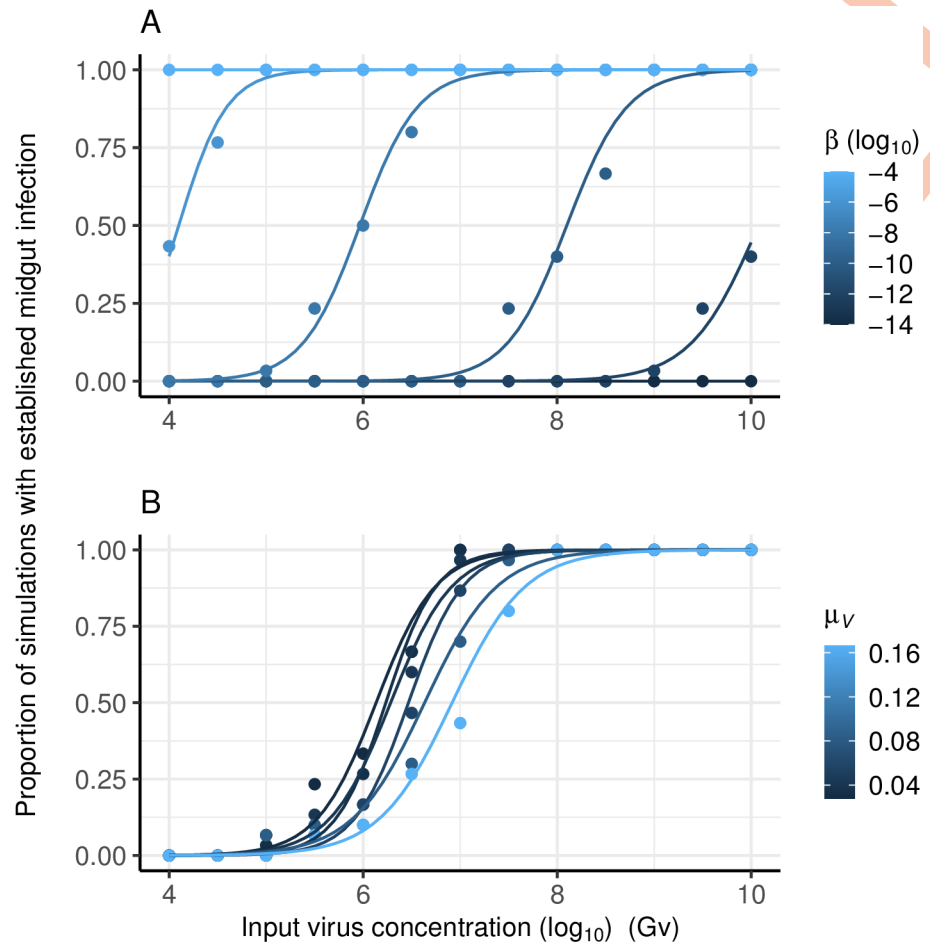 A
1.00
0.75
0.50
0.25
0.00
4 6 8 10
β (log₁₀)
−4
−6
−8
−10
−12
−14
Proportion of simulations with established midgut infection
B
1.00
0.75
0.50
0.25
0.00
4 6 8 10
μV
0.16
0.12
0.08
0.04
Input virus concentration (log₁₀) (Gv)